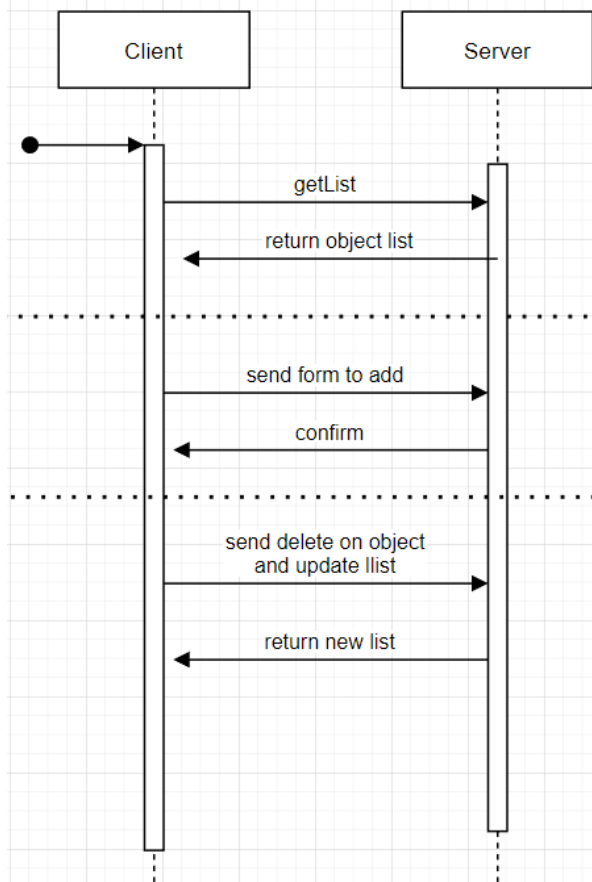 Client
Server
getList
return object list
send form to add
confirm
send delete on object
and update llist
return new list